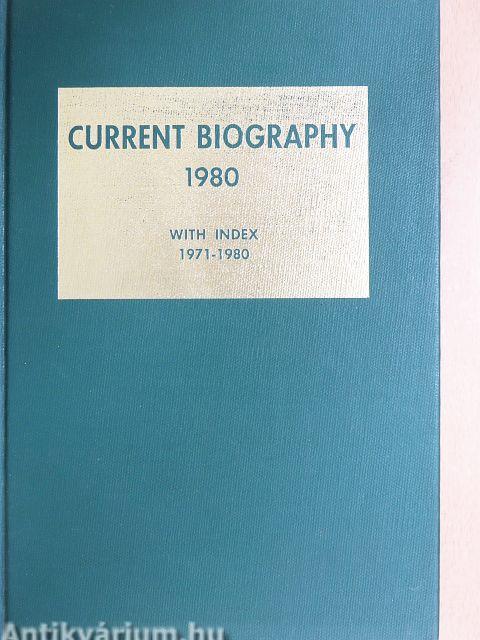 CURRENT BIOGRAPHY
1980
WITH INDEX
1971-1980
Antikvárium.hu